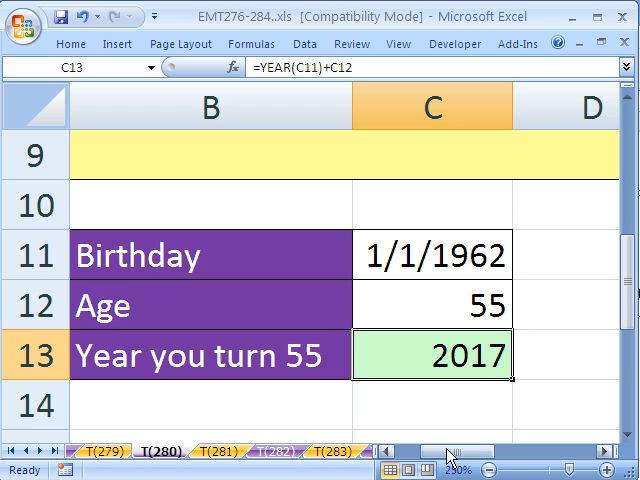 EMT276-284..xls [Compatibility Mode] - Microsoft Excel
Home Insert Page Layout Formulas Data Review View Developer Add-Ins
C13 fx =YEAR(C11)+C12
B C D
9
10
11 Birthday 1/1/1962
12 Age 55
13 Year you turn 55 2017
14
T(279) T(280) T(281) T(282) T(283)
Ready 230%